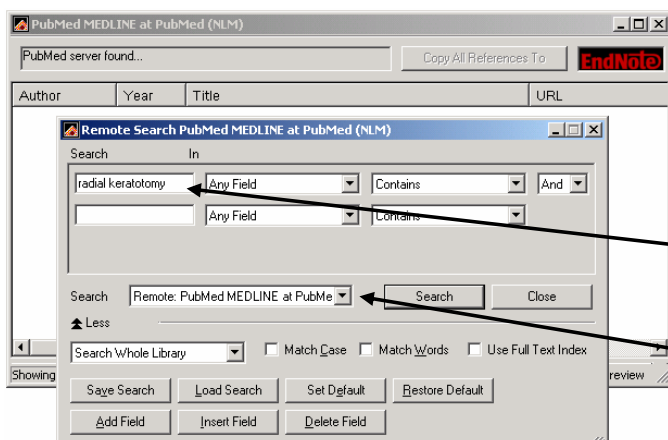 PubMed MEDLINE at PubMed (NLM)
PubMed server found...
Copy All References To
EndNote
Author Year Title URL
Remote Search PubMed MEDLINE at PubMed (NLM)
Search In
radial keratotomy Any Field Contains And
Any Field Contains
Search Remote: PubMed MEDLINE at PubMe Search Close
Less
Search Whole Library Match Case Match Words Use Full Text Index
Showing review
Save Search Load Search Set Default Restore Default
Add Field Insert Field Delete Field